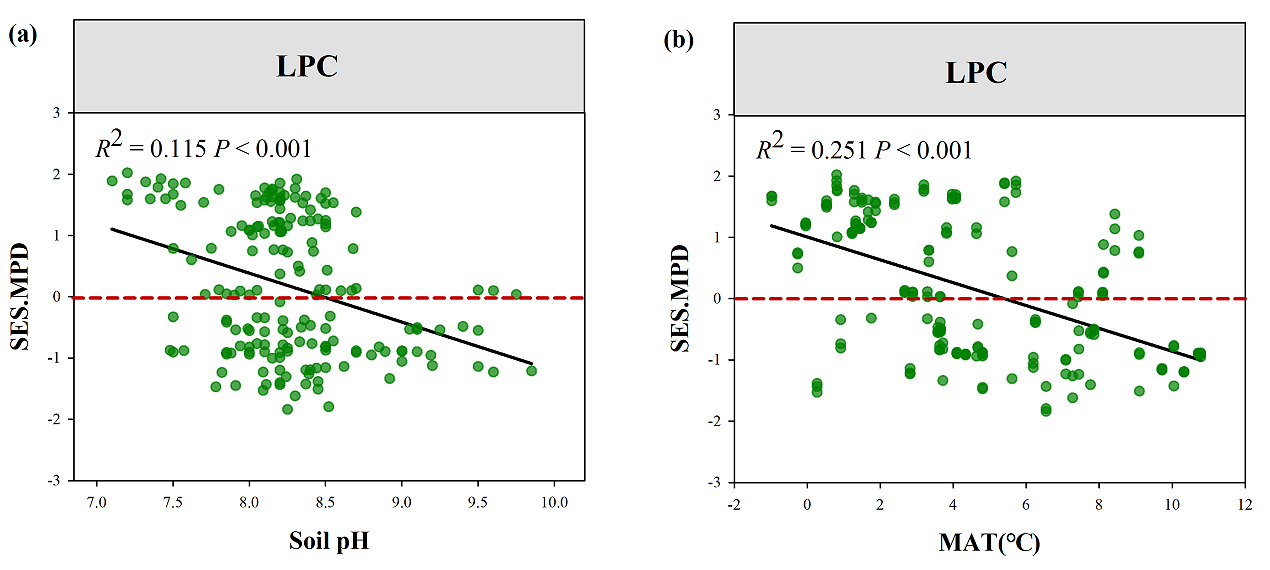 (a)
LPC
R² = 0.115 P < 0.001
SES.MPD
3
2
1
0
-1
-2
-3
7.0 7.5 8.0 8.5 9.0 9.5 10.0
Soil pH
(b)
LPC
R² = 0.251 P < 0.001
SES.MPD
3
2
1
0
-1
-2
-3
-2 0 2 4 6 8 10 12
MAT(℃)